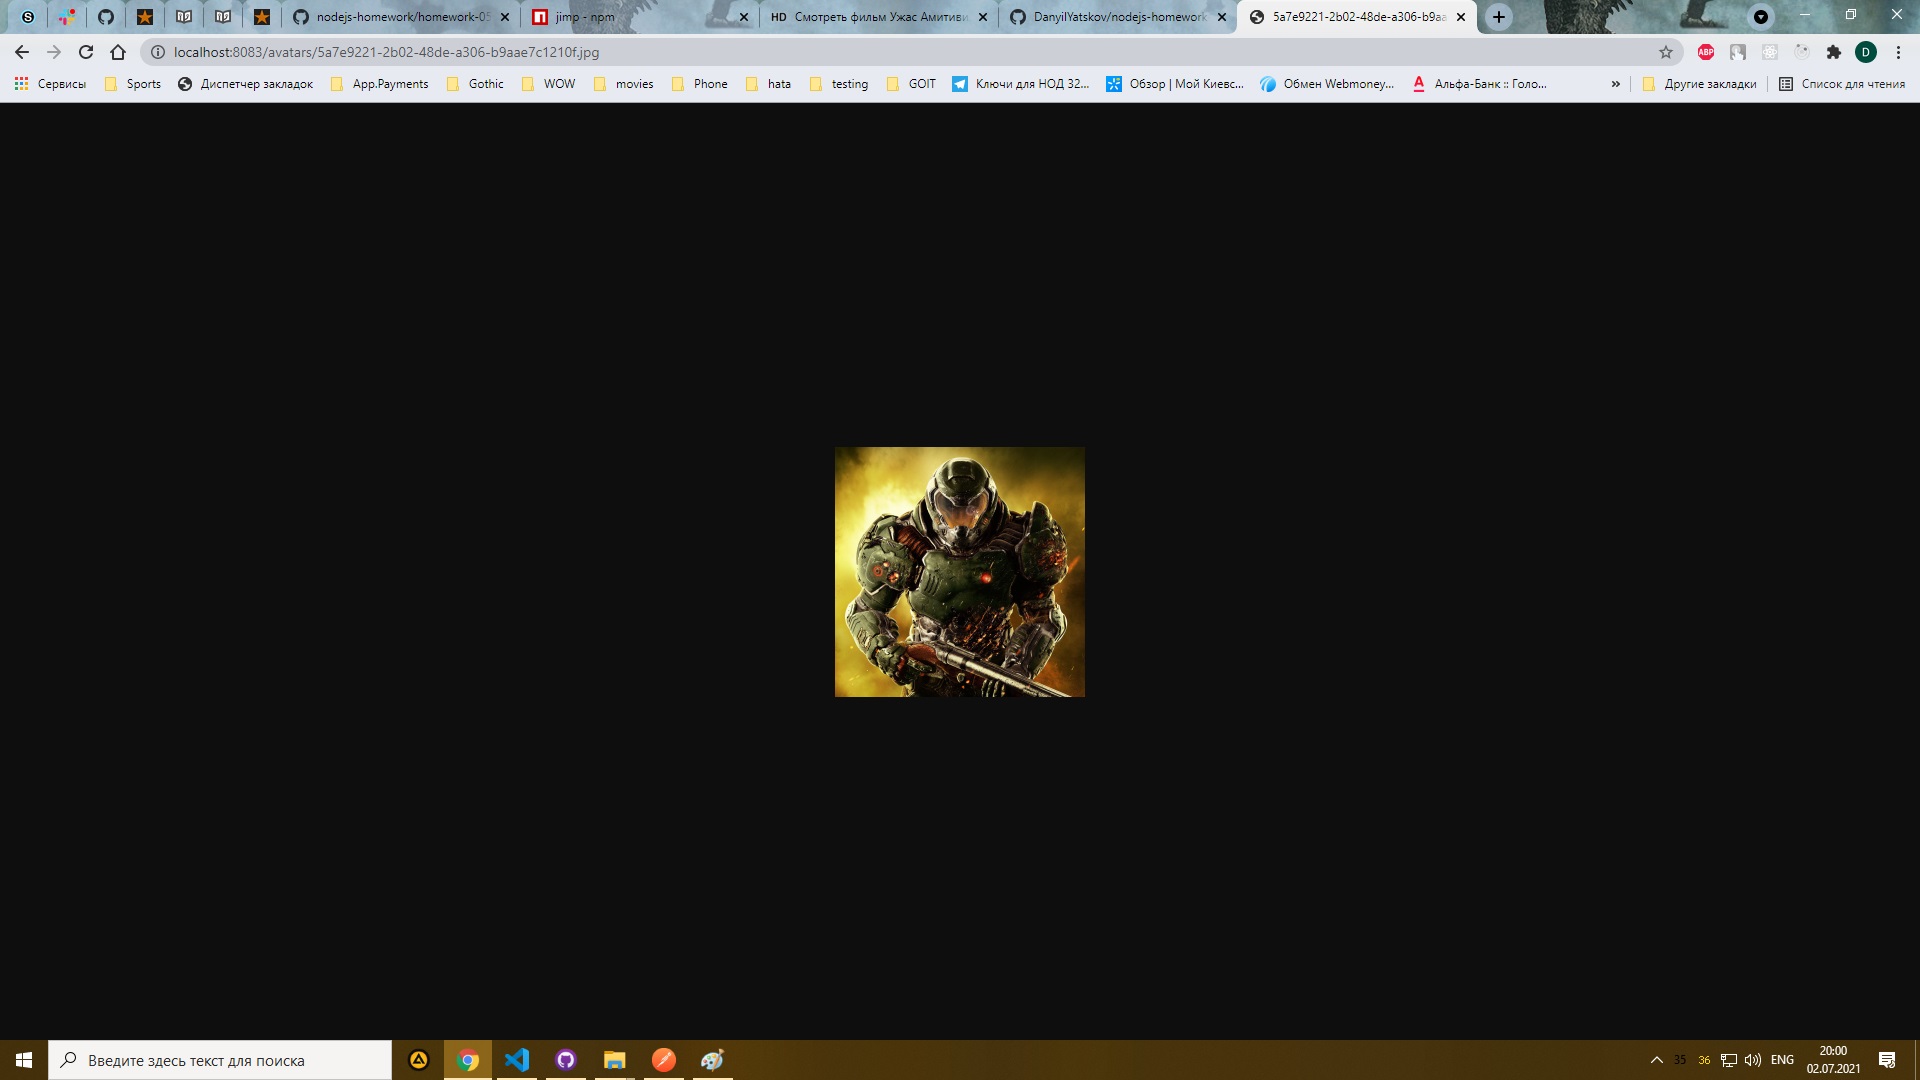 nodejs-homework/homework-05
jimp - npm
HD Смотреть фильм Ужас Амитиви
DanyilYatskov/nodejs-homework
5a7e9221-2b02-48de-a306-b9aa
localhost:8083/avatars/5a7e9221-2b02-48de-a306-b9aae7c1210f.jpg
ABP
D
Сервисы
Sports
Диспетчер закладок
App.Payments
Gothic
WOW
movies
Phone
hata
testing
GOIT
Ключи для НОД 32...
Обзор | Мой Киевс...
Обмен Webmoney...
Альфа-Банк :: Голо...
»
Другие закладки
Список для чтения
Введите здесь текст для поиска
35
36
ENG
20:00
02.07.2021